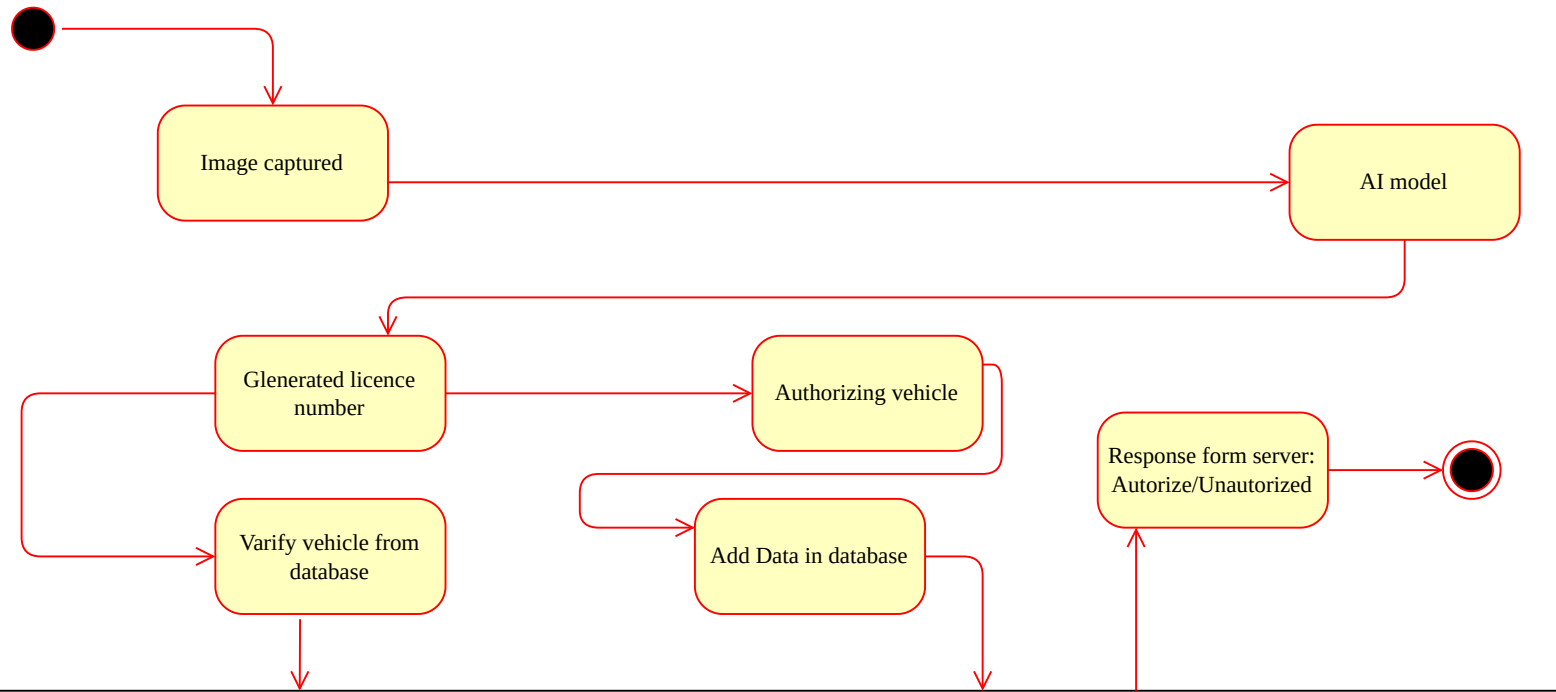 Image captured
AI model
Glenerated licence
number
Authorizing vehicle
Response form server:
Autorize/Unautorized
Varify vehicle from
database
Add Data in database